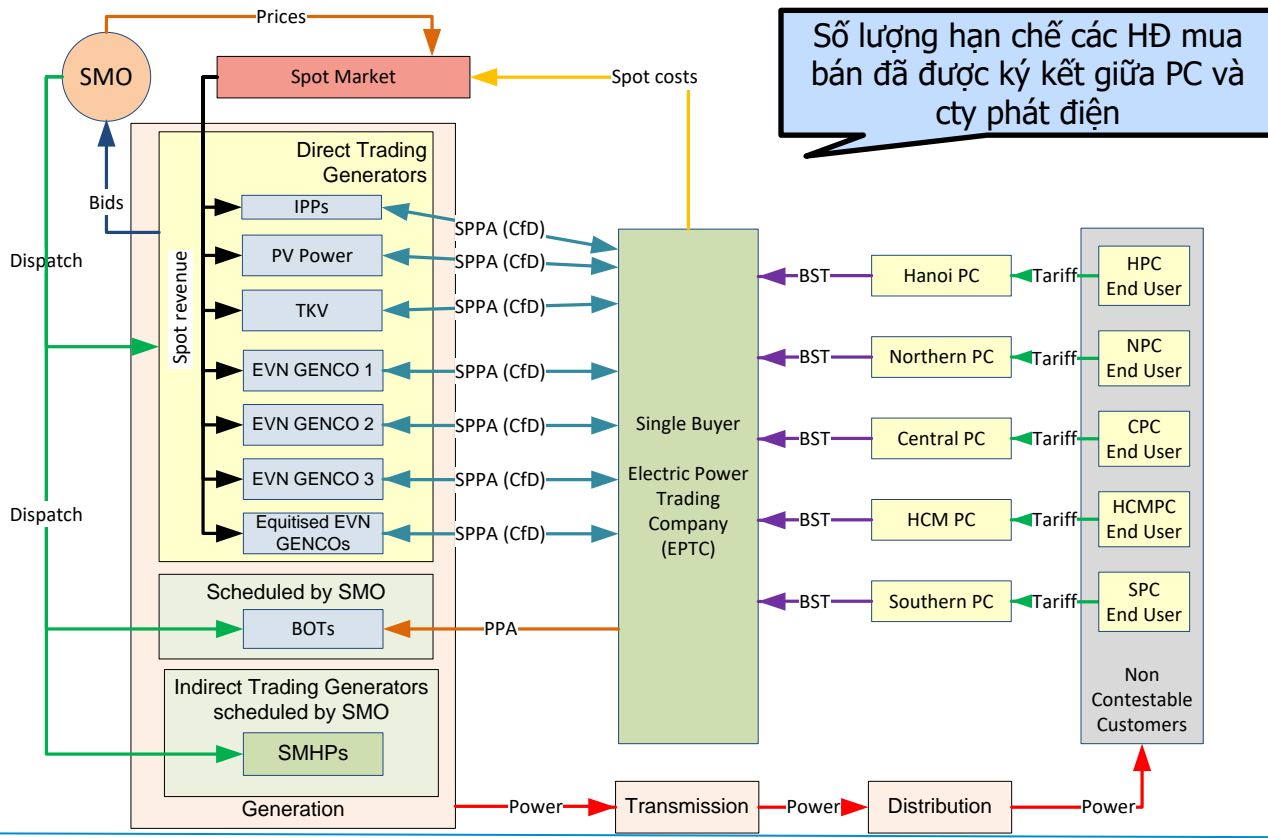 Prices
Số lượng hạn chế các HĐ mua
bán đã được ký kết giữa PC và
cty phát điện
SMO
Spot Market
Spot costs
Direct Trading
Generators
Bids
Dispatch
Spot revenue
IPPs
PV Power
TKV
EVN GENCO 1
EVN GENCO 2
EVN GENCO 3
Equitised EVN
GENCOs
SPPA (CfD)
SPPA (CfD)
SPPA (CfD)
SPPA (CfD)
SPPA (CfD)
SPPA (CfD)
SPPA (CfD)
Single Buyer
Electric Power
Trading
Company
(EPTC)
BST
Hanoi PC
Tariff
HPC
End User
BST
Northern PC
Tariff
NPC
End User
BST
Central PC
Tariff
CPC
End User
BST
HCM PC
Tariff
HCMPC
End User
BST
Southern PC
Tariff
SPC
End User
Non
Contestable
Customers
Dispatch
Scheduled by SMO
BOTs
PPA
Indirect Trading Generators
scheduled by SMO
SMHPs
Generation
Power
Transmission
Power
Distribution
Power